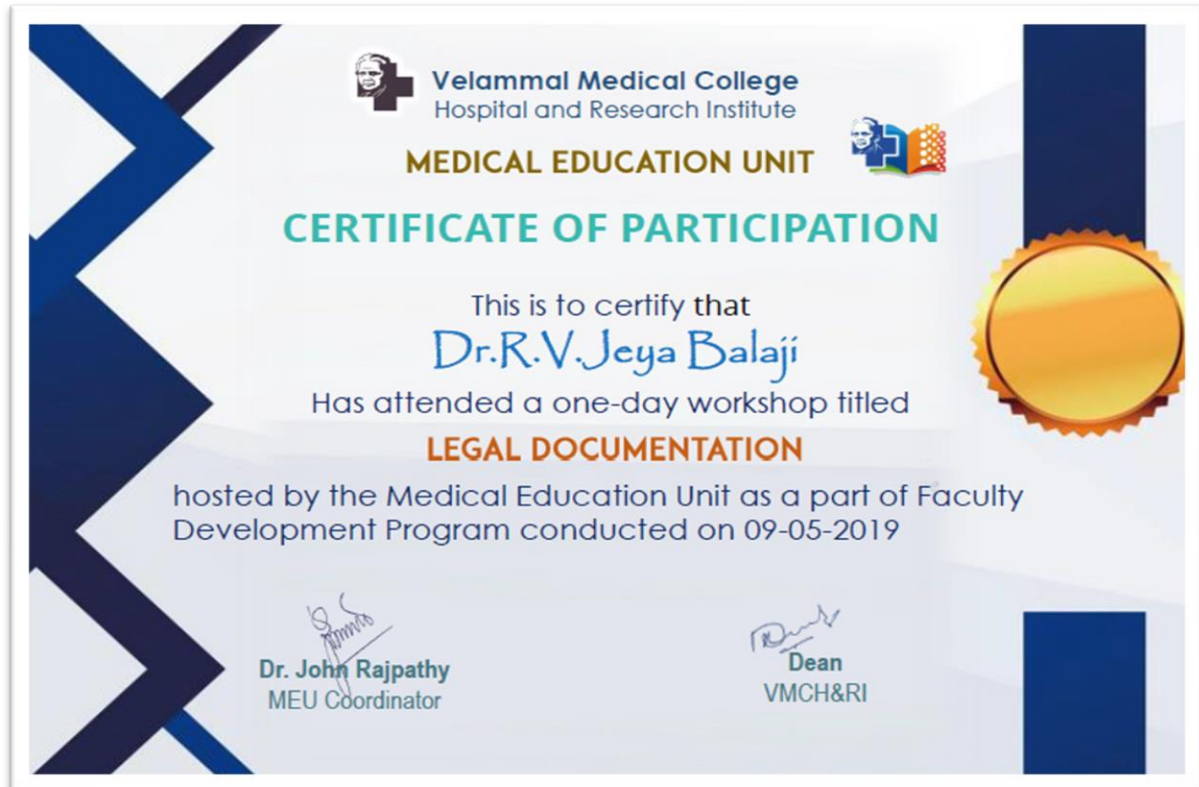 Velammal Medical College
Hospital and Research Institute
MEDICAL EDUCATION UNIT
CERTIFICATE OF PARTICIPATION
This is to certify that
Dr.R.V.Jeya Balaji
Has attended a one-day workshop titled
LEGAL DOCUMENTATION
hosted by the Medical Education Unit as a part of Faculty
Development Program conducted on 09-05-2019
Dr. John Rajpathy
MEU Coordinator
Dean
VMCH&RI